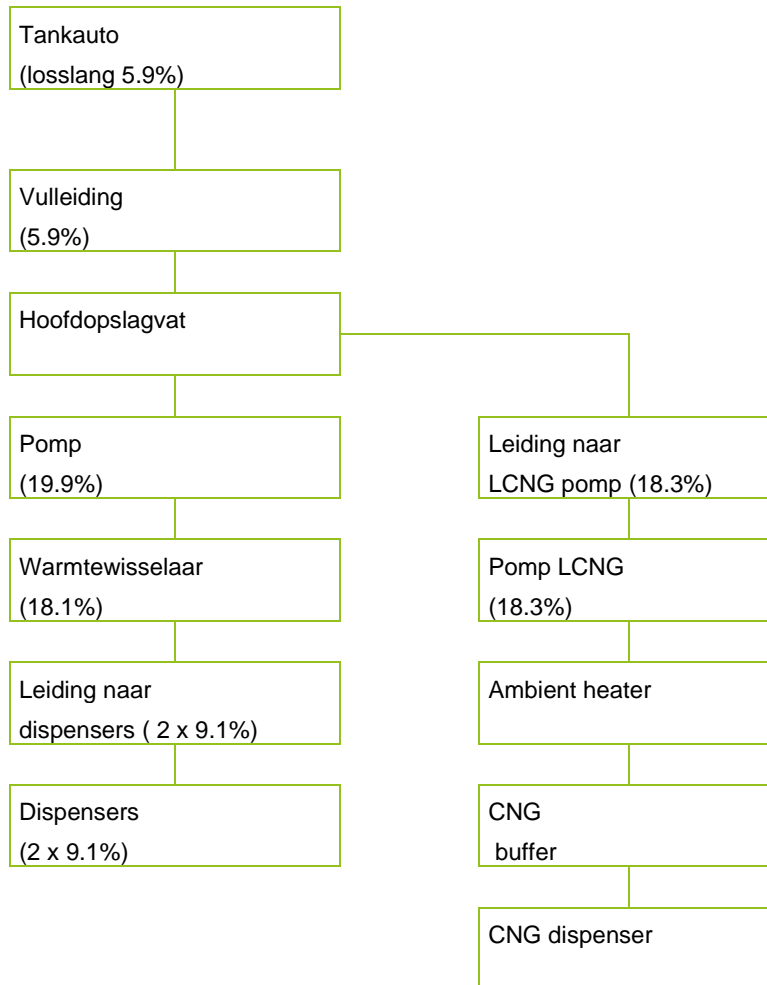 Tankauto
(losslang 5.9%)
Vulleiding
(5.9%)
Hoofdopslagvat
Pomp
(19.9%)
Warmtewisselaar
(18.1%)
Leiding naar
dispensers ( 2 x 9.1%)
Dispensers
(2 x 9.1%)
Leiding naar
LCNG pomp (18.3%)
Pomp LCNG
(18.3%)
Ambient heater
CNG
buffer
CNG dispenser